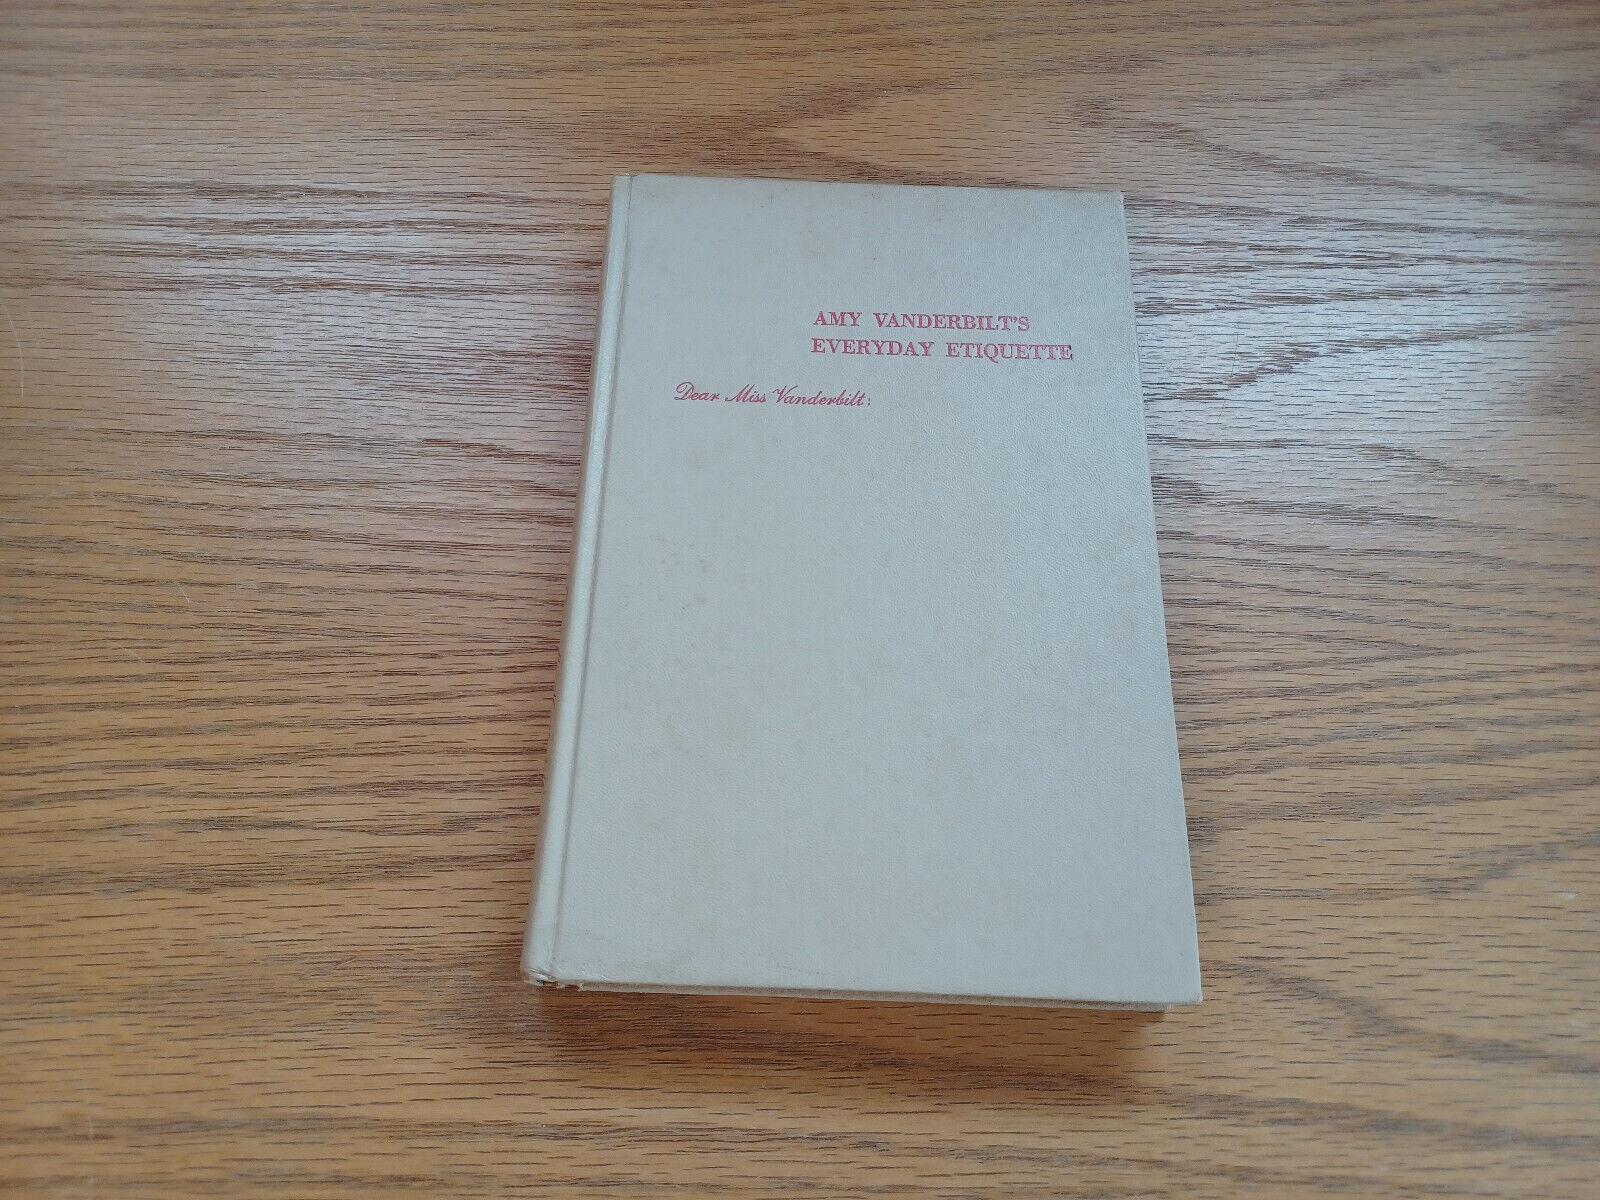 AMY VANDERBILT'S
EVERYDAY ETIQUETTE
Dear Miss Vanderbilt: